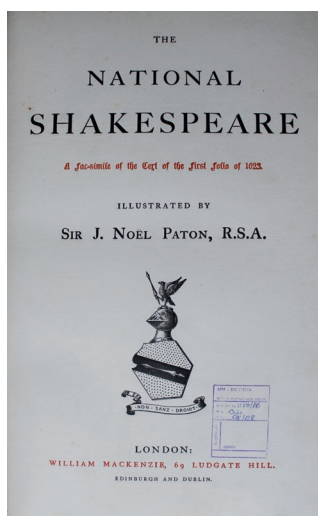 THE
NATIONAL
SHAKESPEARE
A Fac-simile of the Text of the First Folio of 1623.
ILLUSTRATED BY
SIR J. NOËL PATON, R.S.A.
NON · SANZ · DROICT
LONDON:
WILLIAM MACKENZIE, 69 LUDGATE HILL.
EDINBURGH AND DUBLIN.